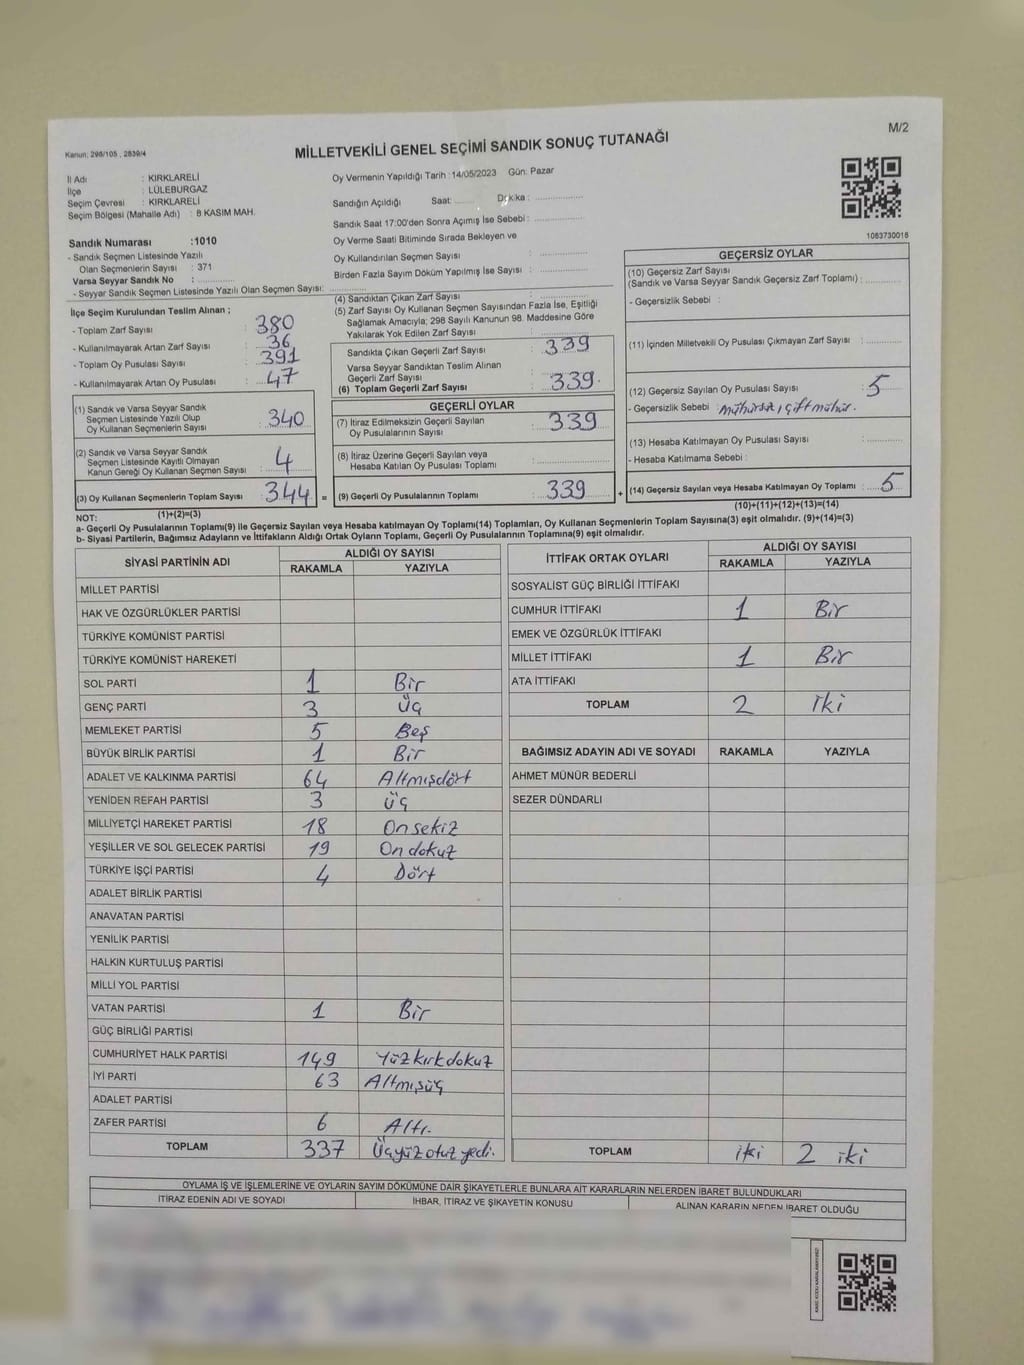 M/2
Kanun: 298/105, 2839/4
MİLLETVEKİLİ GENEL SEÇİMİ SANDIK SONUÇ TUTANAĞI
İl Adı : KIRKLARELİ
İlçe : LÜLEBURGAZ
Seçim Çevresi : KIRKLARELİ
Seçim Bölgesi (Mahalle Adı) : 8 KASIM MAH.
Sandık Numarası :1010
- Sandık Seçmen Listesinde Yazılı
Olan Seçmenlerin Sayısı : 371
Varsa Seyyar Sandık No :
- Seyyar Sandık Seçmen Listesinde Yazılı Olan Seçmen Sayısı:
Oy Vermenin Yapıldığı Tarih :14/05/2023 Gün: Pazar
Sandığın Açıldığı Saat: Dakika :
Sandık Saat 17:00'den Sonra Açımış İse Sebebi :
Oy Verme Saati Bitiminde Sırada Bekleyen ve
Oy Kullandırılan Seçmen Sayısı :
Birden Fazla Sayım Döküm Yapılmış İse Sayısı :
1083730018
İlçe Seçim Kurulundan Teslim Alınan ;
- Toplam Zarf Sayısı : 380
- Kullanılmayarak Artan Zarf Sayısı : 36
- Toplam Oy Pusulası Sayısı : 391
- Kullanılmayarak Artan Oy Pusulası : 47
(1) Sandık ve Varsa Seyyar Sandık
Seçmen Listesinde Yazılı Olup
Oy Kullanan Seçmenlerin Sayısı : 340
(2) Sandık ve Varsa Seyyar Sandık
Seçmen Listesinde Kayıtlı Olmayan
Kanun Gereği Oy Kullanan Seçmen Sayısı : 4
(3) Oy Kullanan Seçmenlerin Toplam Sayısı : 344 =
(1)+(2)=(3)
(4) Sandıktan Çıkan Zarf Sayısı :
(5) Zarf Sayısı Oy Kullanan Seçmen Sayısından Fazla İse, Eşitliği
Sağlamak Amacıyla; 298 Sayılı Kanunun 98. Maddesine Göre
Yakılarak Yok Edilen Zarf Sayısı :
Sandıkta Çıkan Geçerli Zarf Sayısı : 339
Varsa Seyyar Sandıktan Teslim Alınan
Geçerli Zarf Sayısı :
(6) Toplam Geçerli Zarf Sayısı : 339
GEÇERLİ OYLAR
(7) İtiraz Edilmeksizin Geçerli Sayılan
Oy Pusulalarının Sayısı : 339
(8) İtiraz Üzerine Geçerli Sayılan veya
Hesaba Katılan Oy Pusulası Toplamı :
(9) Geçerli Oy Pusulalarının Toplamı : 339 +
GEÇERSİZ OYLAR
(10) Geçersiz Zarf Sayısı
(Sandık ve Varsa Seyyar Sandık Geçersiz Zarf Toplamı) :
- Geçersizlik Sebebi :
(11) İçinden Milletvekili Oy Pusulası Çıkmayan Zarf Sayısı :
(12) Geçersiz Sayılan Oy Pusulası Sayısı : 5
- Geçersizlik Sebebi : mühürsüz, çift mühür.
(13) Hesaba Katılmayan Oy Pusulası Sayısı :
- Hesaba Katılmama Sebebi :
(14) Geçersiz Sayılan veya Hesaba Katılmayan Oy Toplamı : 5
(10)+(11)+(12)+(13)=(14)
NOT:
a- Geçerli Oy Pusulalarının Toplamı(9) ile Geçersiz Sayılan veya Hesaba katılmayan Oy Toplamı(14) Toplamları, Oy Kullanan Seçmenlerin Toplam Sayısına(3) eşit olmalıdır. (9)+(14)=(3)
b- Siyasi Partilerin, Bağımsız Adayların ve İttifakların Aldığı Ortak Oyların Toplamı, Geçerli Oy Pusulalarının Toplamına(9) eşit olmalıdır.
SİYASİ PARTİNİN ADI ALDIĞI OY SAYISI
RAKAMLA YAZIYLA
MİLLET PARTİSİ
HAK VE ÖZGÜRLÜKLER PARTİSİ
TÜRKİYE KOMÜNİST PARTİSİ
TÜRKİYE KOMÜNİST HAREKETİ
SOL PARTİ 1 Bir
GENÇ PARTİ 3 Üç
MEMLEKET PARTİSİ 5 Beş
BÜYÜK BİRLİK PARTİSİ 1 Bir
ADALET VE KALKINMA PARTİSİ 64 Altmışdört
YENİDEN REFAH PARTİSİ 3 Üç
MİLLİYETÇİ HAREKET PARTİSİ 18 On sekiz
YEŞİLLER VE SOL GELECEK PARTİSİ 19 On dokuz
TÜRKİYE İŞÇİ PARTİSİ 4 Dört
ADALET BİRLİK PARTİSİ
ANAVATAN PARTİSİ
YENİLİK PARTİSİ
HALKIN KURTULUŞ PARTİSİ
MİLLİ YOL PARTİSİ
VATAN PARTİSİ 1 Bir
GÜÇ BİRLİĞİ PARTİSİ
CUMHURİYET HALK PARTİSİ 149 Yüzkırkdokuz
İYİ PARTİ 63 Altmışüç
ADALET PARTİSİ
ZAFER PARTİSİ 6 Altı.
TOPLAM 337 Üçyüzotuz yedi.
İTTİFAK ORTAK OYLARI ALDIĞI OY SAYISI
RAKAMLA YAZIYLA
SOSYALİST GÜÇ BİRLİĞİ İTTİFAKI
CUMHUR İTTİFAKI 1 Bir
EMEK VE ÖZGÜRLÜK İTTİFAKI
MİLLET İTTİFAKI 1 Bir
ATA İTTİFAKI
TOPLAM 2 İki
BAĞIMSIZ ADAYIN ADI VE SOYADI RAKAMLA YAZIYLA
AHMET MÜNÜR BEDERLİ
SEZER DÜNDARLI
TOPLAM iki 2 iki
OYLAMA İŞ VE İŞLEMLERİNE VE OYLARIN SAYIM DÖKÜMÜNE DAİR ŞİKAYETLERLE BUNLARA AİT KARARLARIN NELERDEN İBARET BULUNDUKLARI
İTİRAZ EDENİN ADI VE SOYADI İHBAR, İTİRAZ VE ŞİKAYETİN KONUSU ALINAN KARARIN NEDEN İBARET OLDUĞU